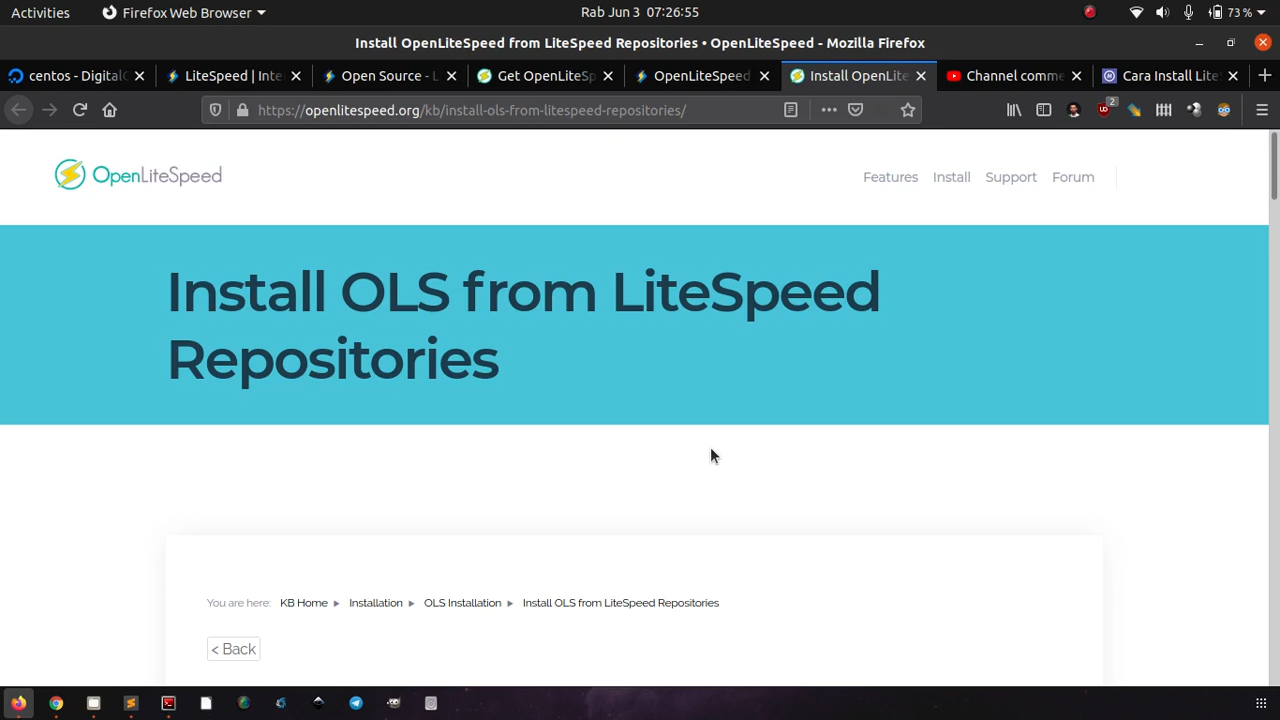 Activities
Firefox Web Browser
Rab Jun 3 07:26:55
73 %
Install OpenLiteSpeed from LiteSpeed Repositories • OpenLiteSpeed - Mozilla Firefox
centos - DigitalO
LiteSpeed | Inte
Open Source - L
Get OpenLiteSp
OpenLiteSpeed
Install OpenLite
Channel comme
Cara Install Lite
https://openlitespeed.org/kb/install-ols-from-litespeed-repositories/
2
OpenLiteSpeed
Features
Install
Support
Forum
Install OLS from LiteSpeed
Repositories
You are here: KB Home ▸ Installation ▸ OLS Installation ▸ Install OLS from LiteSpeed Repositories
< Back